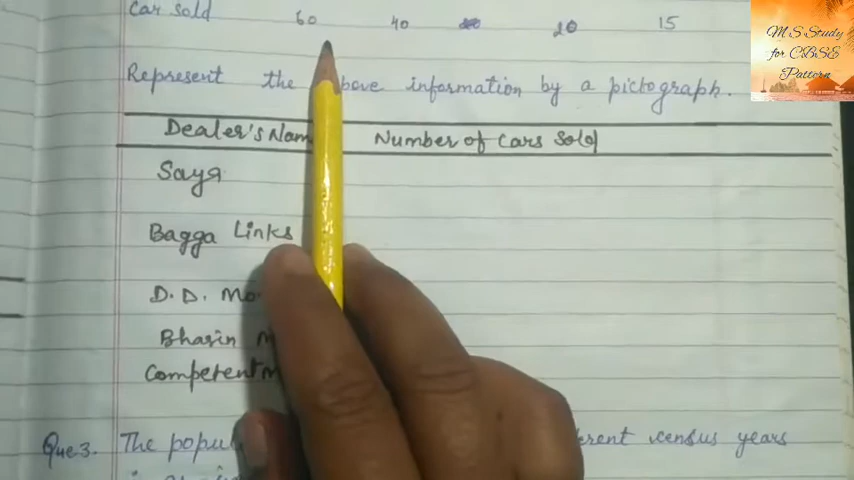 Car sold 60 40 20 15
Represent the above information by a pictograph.
Dealer's Nam Number of Cars Sold
Saya
Bagga Links
D.D. Mo
Bharin M
Competent M
Que 3. The popu erent census years
M S Study
for CBSE
Pattern